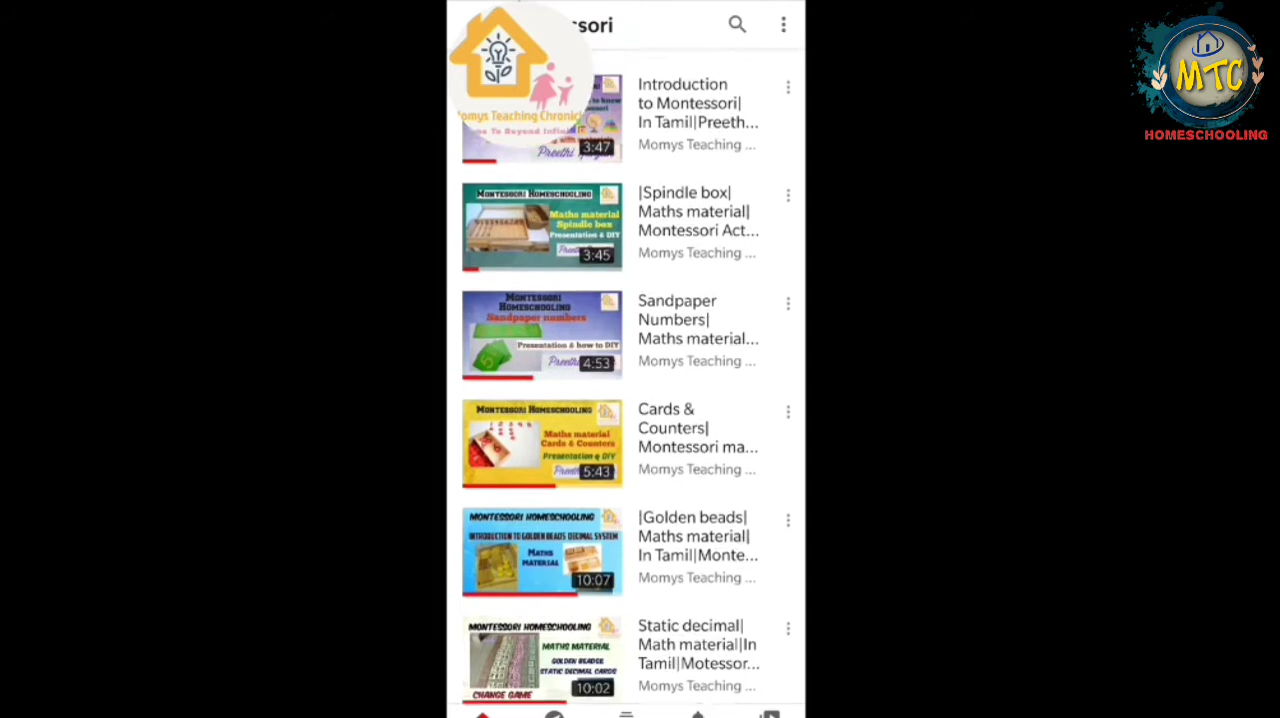 ssori
MTC
HOMESCHOOLING
omys Teaching Chronicl
Introduction
to Montessori|
In Tamil|Preeth...
Momys Teaching ...
3:47
MONTESSORI HOMESCHOOLING
Maths material
Spindle box
Presentation & DIY
3:45
|Spindle box|
Maths material|
Montessori Act...
Momys Teaching ...
MONTESSORI
HOMESCHOOLING
Sandpaper numbers
Presentation & how to DIY
4:53
Sandpaper
Numbers|
Maths material...
Momys Teaching ...
MONTESSORI HOMESCHOOLING
Maths material
Cards & Counters
Presentation & DIY
5:43
Cards &
Counters|
Montessori ma...
Momys Teaching ...
MONTESSORI HOMESCHOOLING
INTRODUCTION TO GOLDEN BEADS DECIMAL SYSTEM
MATHS
MATERIAL
10:07
|Golden beads|
Maths material|
In Tamil|Monte...
Momys Teaching ...
MONTESSORI HOMESCHOOLING
MATHS MATERIAL
GOLDEN BEADSE
STATIC DECIMAL CARDS
CHANGE GAME
10:02
Static decimal|
Math material|In
Tamil|Motessor...
Momys Teaching ...